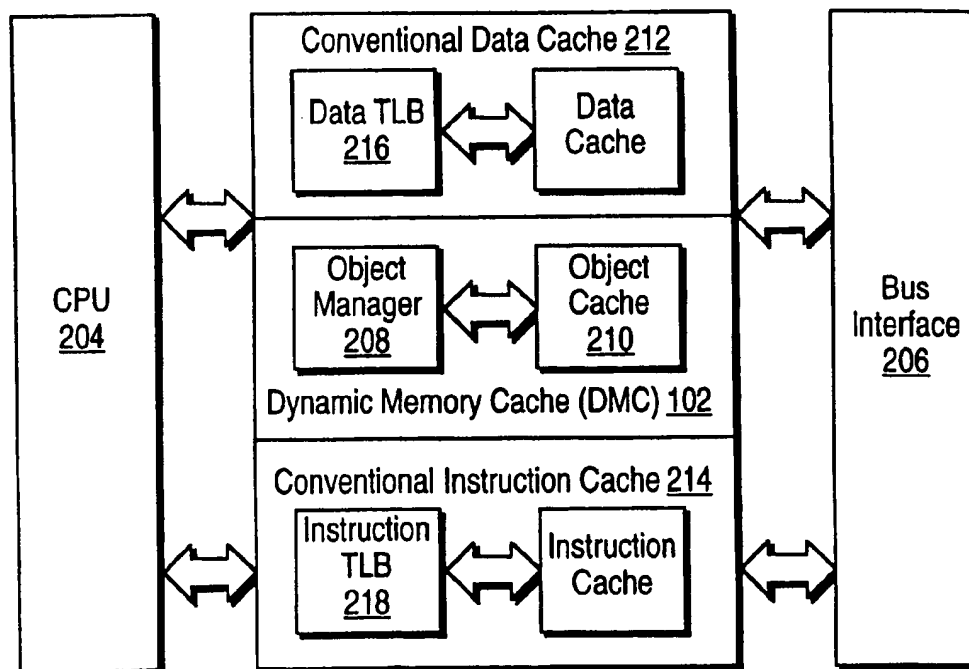 Conventional Data Cache 212
Data TLB
216
Data
Cache
CPU
204
Object
Manager
208
Object
Cache
210
Dynamic Memory Cache (DMC) 102
Bus
Interface
206
Conventional Instruction Cache 214
Instruction
TLB
218
Instruction
Cache